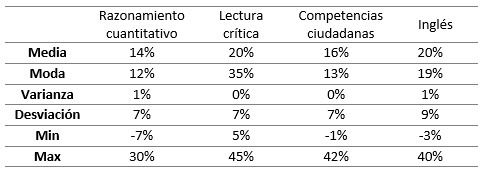 Razonamiento cuantitativo Lectura crítica Competencias ciudadanas Inglés
Media 14% 20% 16% 20%
Moda 12% 35% 13% 19%
Varianza 1% 0% 0% 1%
Desviación 7% 7% 7% 9%
Min -7% 5% -1% -3%
Max 30% 45% 42% 40%